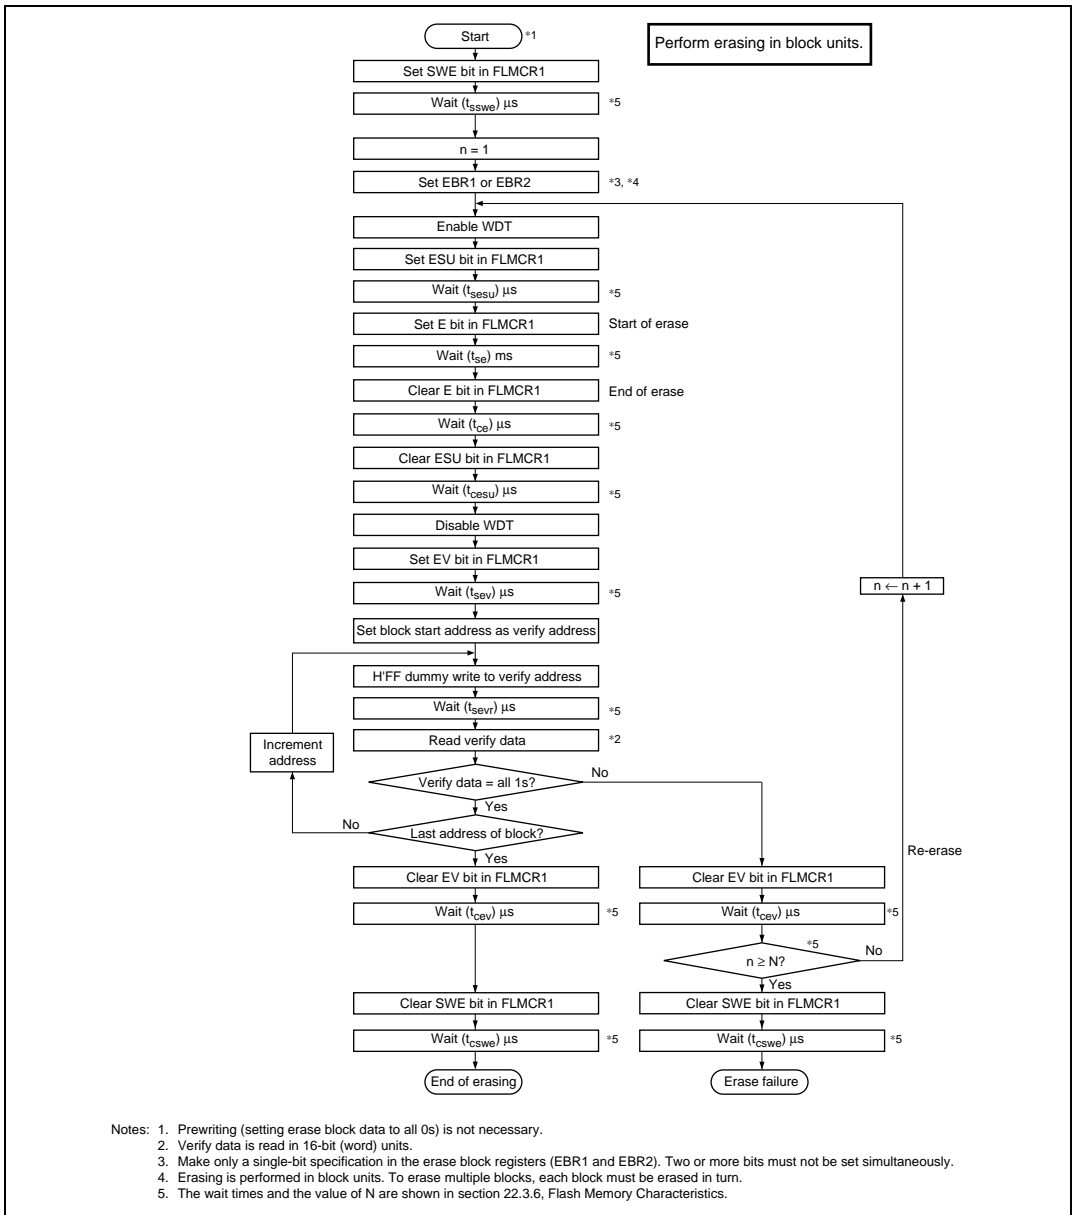 Start *1
Perform erasing in block units.
Set SWE bit in FLMCR1
Wait (tsswe) μs *5
n = 1
Set EBR1 or EBR2 *3, *4
Enable WDT
Set ESU bit in FLMCR1
Wait (tsesu) μs *5
Set E bit in FLMCR1 Start of erase
Wait (tse) ms *5
Clear E bit in FLMCR1 End of erase
Wait (tce) μs *5
Clear ESU bit in FLMCR1
Wait (tcesu) μs *5
Disable WDT
Set EV bit in FLMCR1
Wait (tsev) μs *5
n ← n + 1
Set block start address as verify address
H'FF dummy write to verify address
Wait (tsevr) μs *5
Read verify data *2
Increment
address
Verify data = all 1s? No
Yes
No Last address of block?
Yes
Re-erase
Clear EV bit in FLMCR1
Wait (tcev) μs *5
Clear SWE bit in FLMCR1
Wait (tcswe) μs *5
End of erasing
Clear EV bit in FLMCR1
Wait (tcev) μs *5
n ≥ N? *5 No
Yes
Clear SWE bit in FLMCR1
Wait (tcswe) μs *5
Erase failure
Notes: 1. Prewriting (setting erase block data to all 0s) is not necessary.
2. Verify data is read in 16-bit (word) units.
3. Make only a single-bit specification in the erase block registers (EBR1 and EBR2). Two or more bits must not be set simultaneously.
4. Erasing is performed in block units. To erase multiple blocks, each block must be erased in turn.
5. The wait times and the value of N are shown in section 22.3.6, Flash Memory Characteristics.